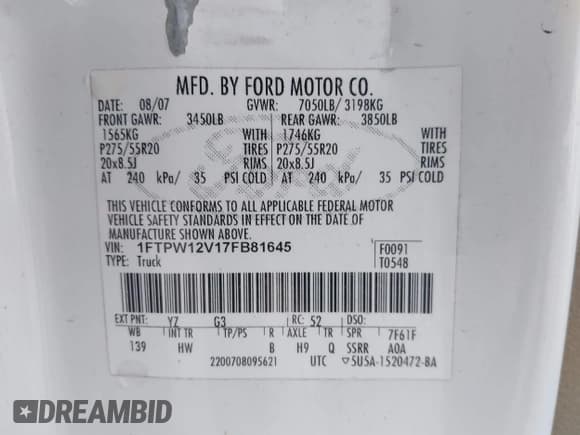 MFD. BY FORD MOTOR CO.
DATE: 08/07 GVWR: 7050LB/ 3198KG
FRONT GAWR: 3450LB REAR GAWR: 3850LB
1565KG WITH 1746KG WITH
P275/55R20 TIRES P275/55R20 TIRES
20x8.5J RIMS 20x8.5J RIMS
AT 240 kPa/ 35 PSI COLD AT 240 kPa/ 35 PSI COLD
THIS VEHICLE CONFORMS TO ALL APPLICABLE FEDERAL MOTOR
VEHICLE SAFETY STANDARDS IN EFFECT ON THE DATE OF
MANUFACTURE SHOWN ABOVE.
VIN: 1FTPW12V17FB81645 F0091
TYPE: Truck T0548
EXT PNT: YZ G3 RC: 52 DSO:
WB INT TR TP/PS R AXLE TR SPR 7F61F
139 HW B H9 Q SSRR A0A
2200708095621 UTC ▽5U5A-1520472-BA
DREAMBID